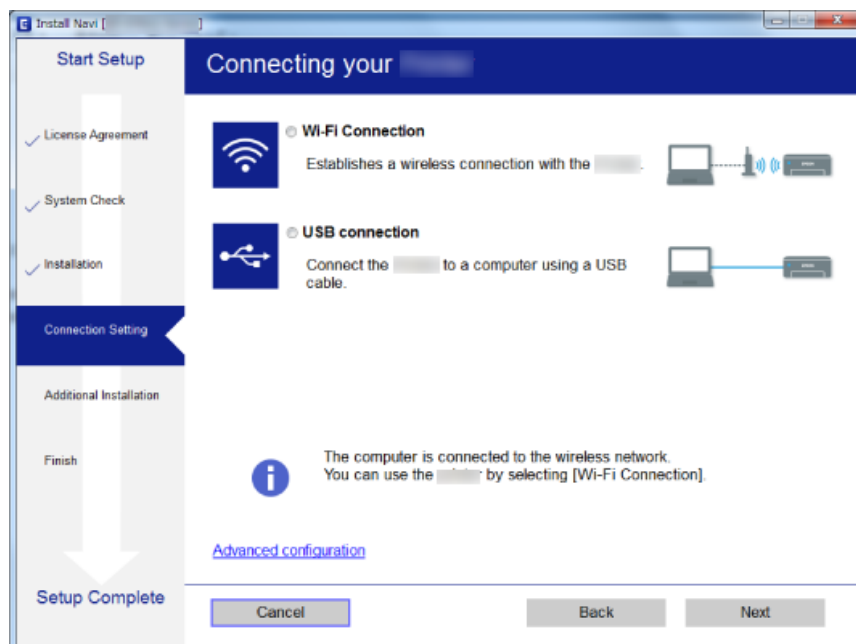 Install Navi [ ]
Start Setup
License Agreement
System Check
Installation
Connection Setting
Additional Installation
Finish
Setup Complete
Connecting your
Wi-Fi Connection
Establishes a wireless connection with the .
USB connection
Connect the to a computer using a USB
cable.
The computer is connected to the wireless network.
You can use the by selecting [Wi-Fi Connection].
Advanced configuration
Cancel
Back
Next